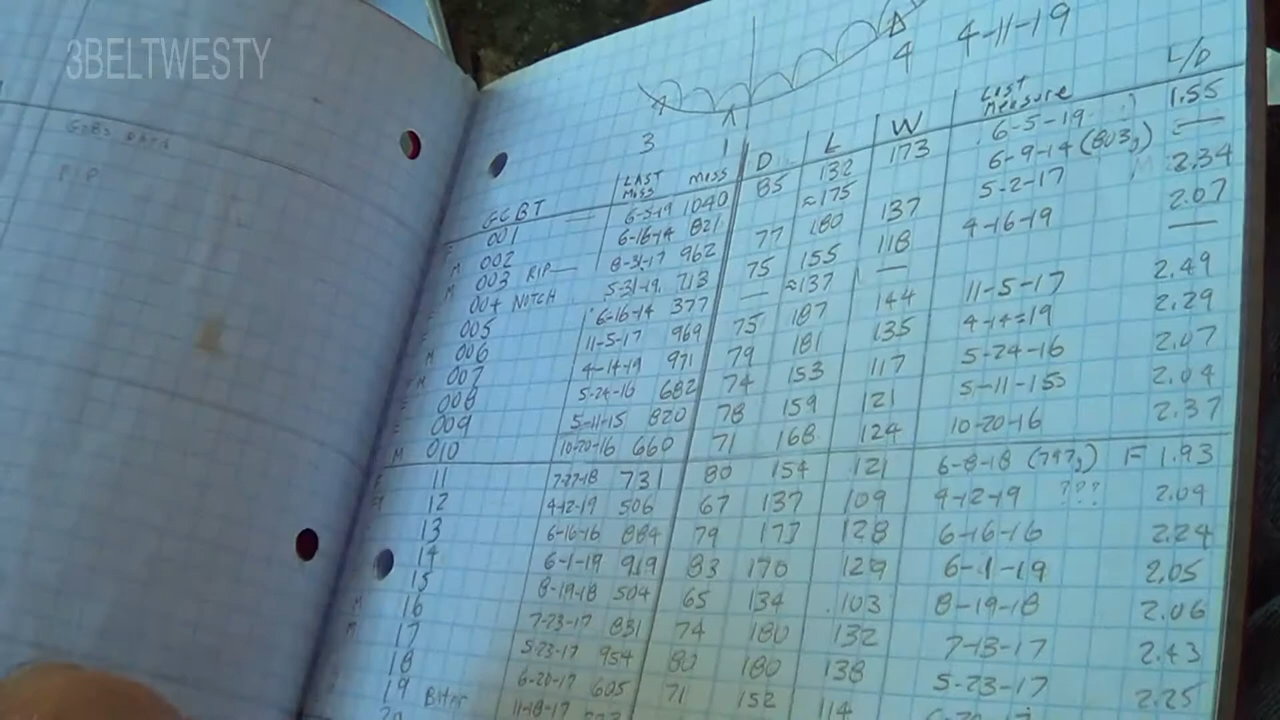 3BELTWESTY
GCBT DATA
RIP
4 4-11-19
3 1
GCBT LAST MASS MASS D L W LAST MEASURE L/D
F 001 6-5-19 1040 85 132 173 6-5-19 1.55
M 002 6-16-14 821 ≈175 6-9-14 (803g) —
M 003 RIP— 8-31-17 962 77 180 137 5-2-17 2.34
004 NOTCH 5-31-19 713 75 155 118 4-16-19 2.07
005 6-16-14 377 — ≈137 — —
M 006 11-5-17 969 75 187 144 11-5-17 2.49
M 007 4-14-19 971 79 181 135 4-14-19 2.29
008 5-24-16 682 74 153 117 5-24-16 2.07
009 5-11-15 820 78 159 121 5-11-15 2.04
M 010 10-20-16 660 71 168 124 10-20-16 2.37
F 11 7-27-18 731 80 154 121 6-8-18 (797g) F 1.93
12 4-12-19 506 67 137 109 4-12-19 ??? 2.04
13 6-16-16 884 79 177 128 6-16-16 2.24
14 6-1-19 919 83 170 129 6-1-19 2.05
15 8-19-18 504 65 134 103 8-19-18 2.06
M 16 7-23-17 831 74 180 132 7-13-17 2.43
M 17 5-23-17 954 80 180 138 5-23-17 2.25
18 6-20-17 605 71 152 114
19 Biter 11-18-17
20